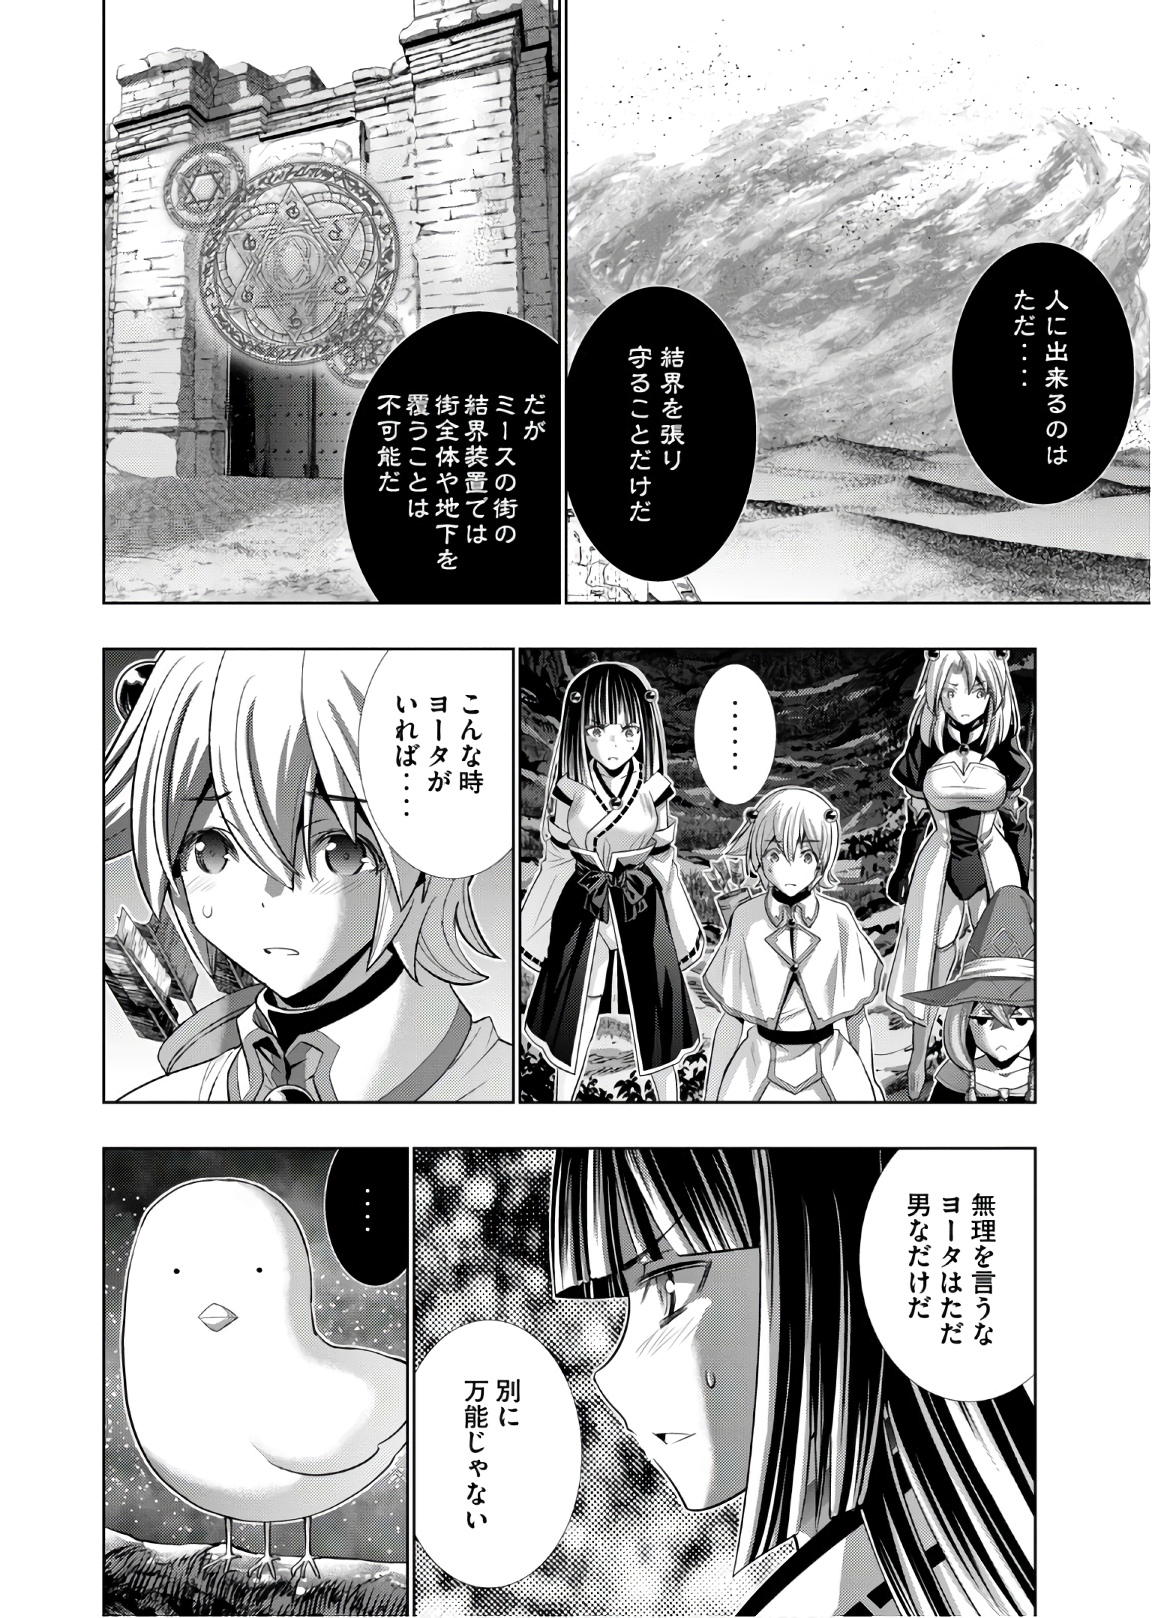 人に出来るのは
ただ‥‥
結界を張り
守ることだけだ
だが
ミースの街の
結界装置では
街全体や地下を
覆うことは
不可能だ
‥‥‥
こんな時
ヨータが
いれば‥‥
無理を言うな
ヨータはただ
男なだけだ
別に
万能じゃない
‥‥